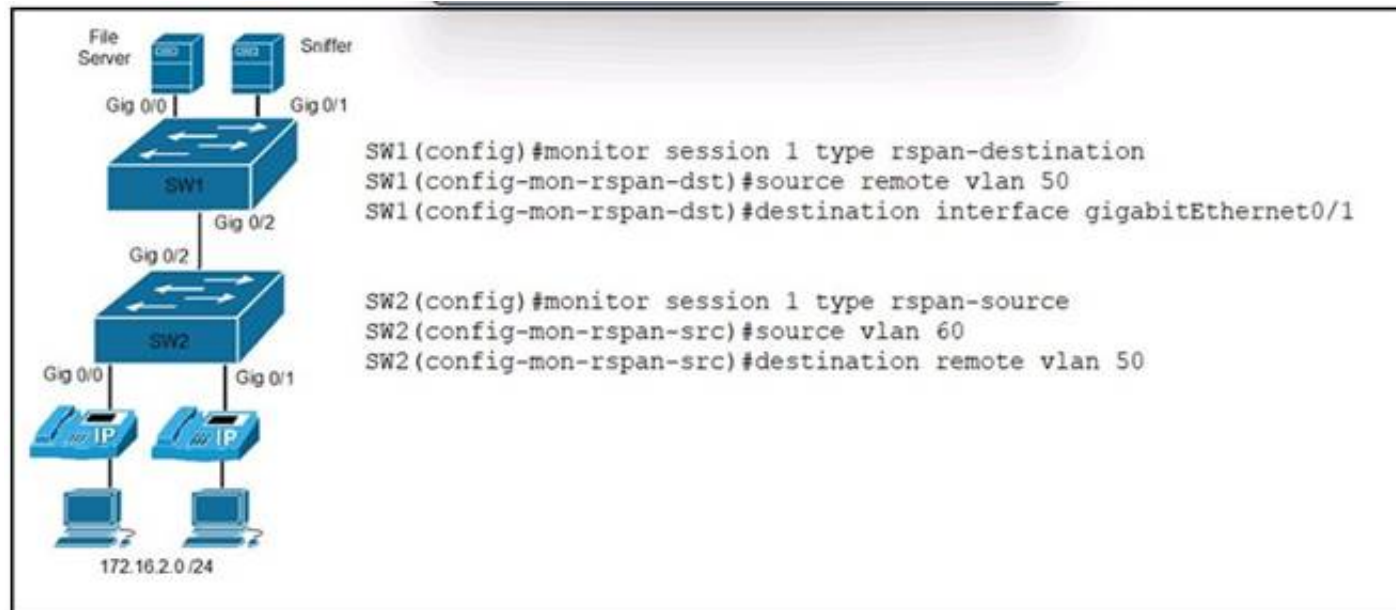 File
Server
Sniffer
Gig 0/0
Gig 0/1
SW1
Gig 0/2
Gig 0/2
SW2
Gig 0/0
Gig 0/1
IP
IP
172.16.2.0 /24
SW1(config)#monitor session 1 type rspan-destination
SW1(config-mon-rspan-dst)#source remote vlan 50
SW1(config-mon-rspan-dst)#destination interface gigabitEthernet0/1
SW2(config)#monitor session 1 type rspan-source
SW2(config-mon-rspan-src)#source vlan 60
SW2(config-mon-rspan-src)#destination remote vlan 50